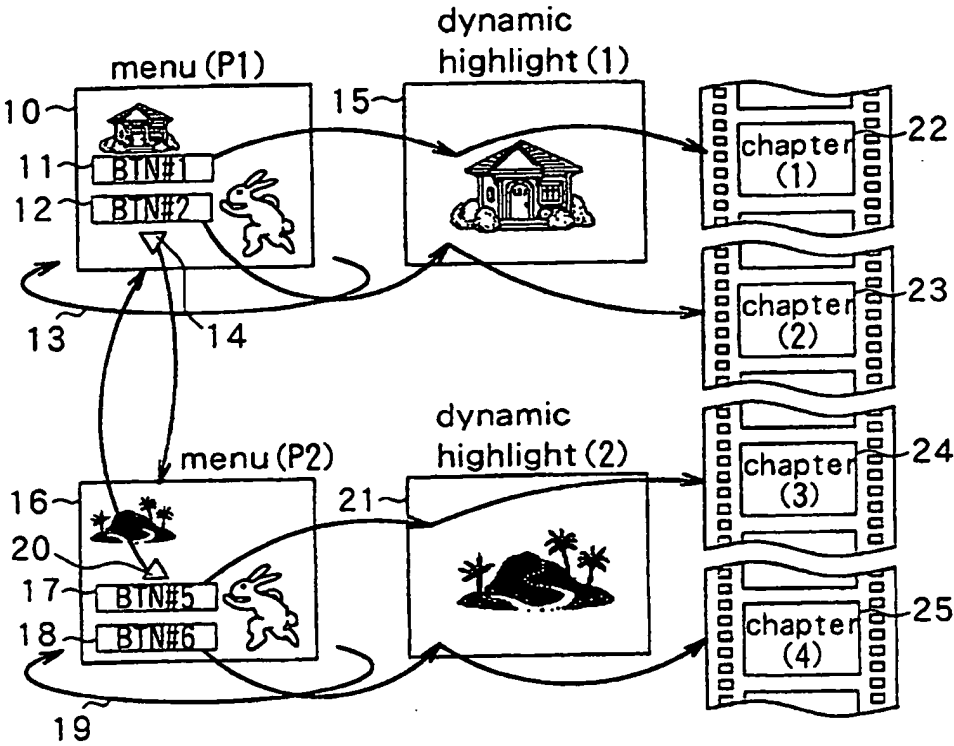 dynamic
highlight(1)
menu(P1)
10
15
11
BTN#1
12
BTN#2
13
14
chapter
(1)
22
chapter
(2)
23
dynamic
highlight(2)
menu(P2)
16
21
20
17
BTN#5
18
BTN#6
19
chapter
(3)
24
chapter
(4)
25